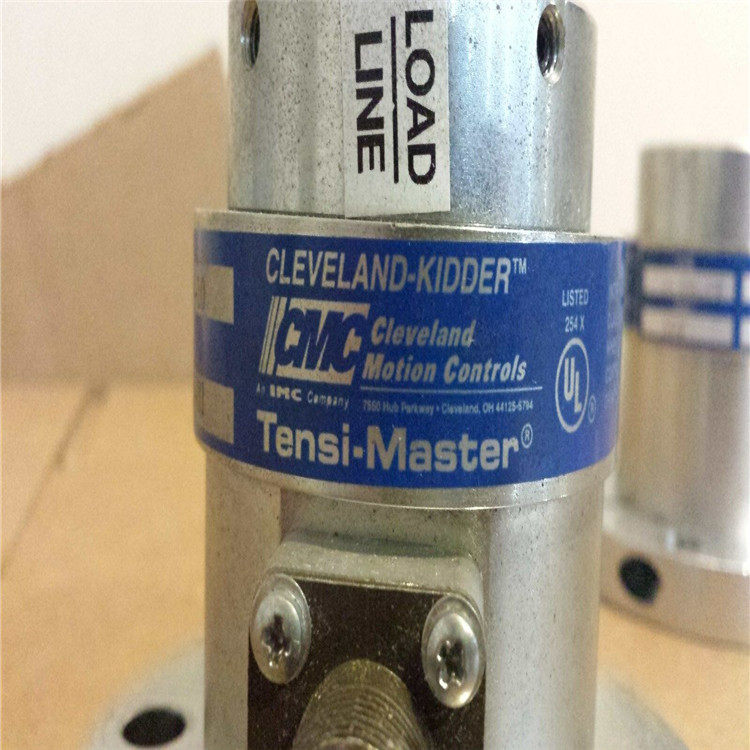 LOAD
LINE
CLEVELAND-KIDDER™
CMC Cleveland
Motion Controls
An IMC Company
7550 Hub Parkway • Cleveland, OH 44125-5794
Tensi-Master®
LISTED
254 X
UL®